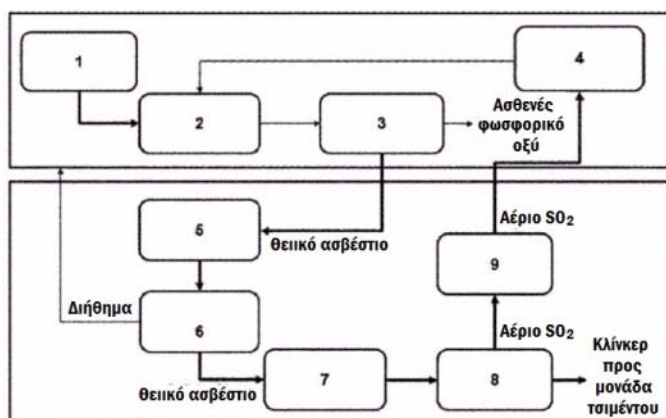 1
4
2
3
Ασθενές
φωσφορικό
οξύ
5
Θειικό ασβέστιο
Αέριο SO₂
9
Διήθημα
6
Αέριο SO₂
Κλίνκερ
προς
μονάδα
τσιμέντου
Θειικό ασβέστιο
7
8